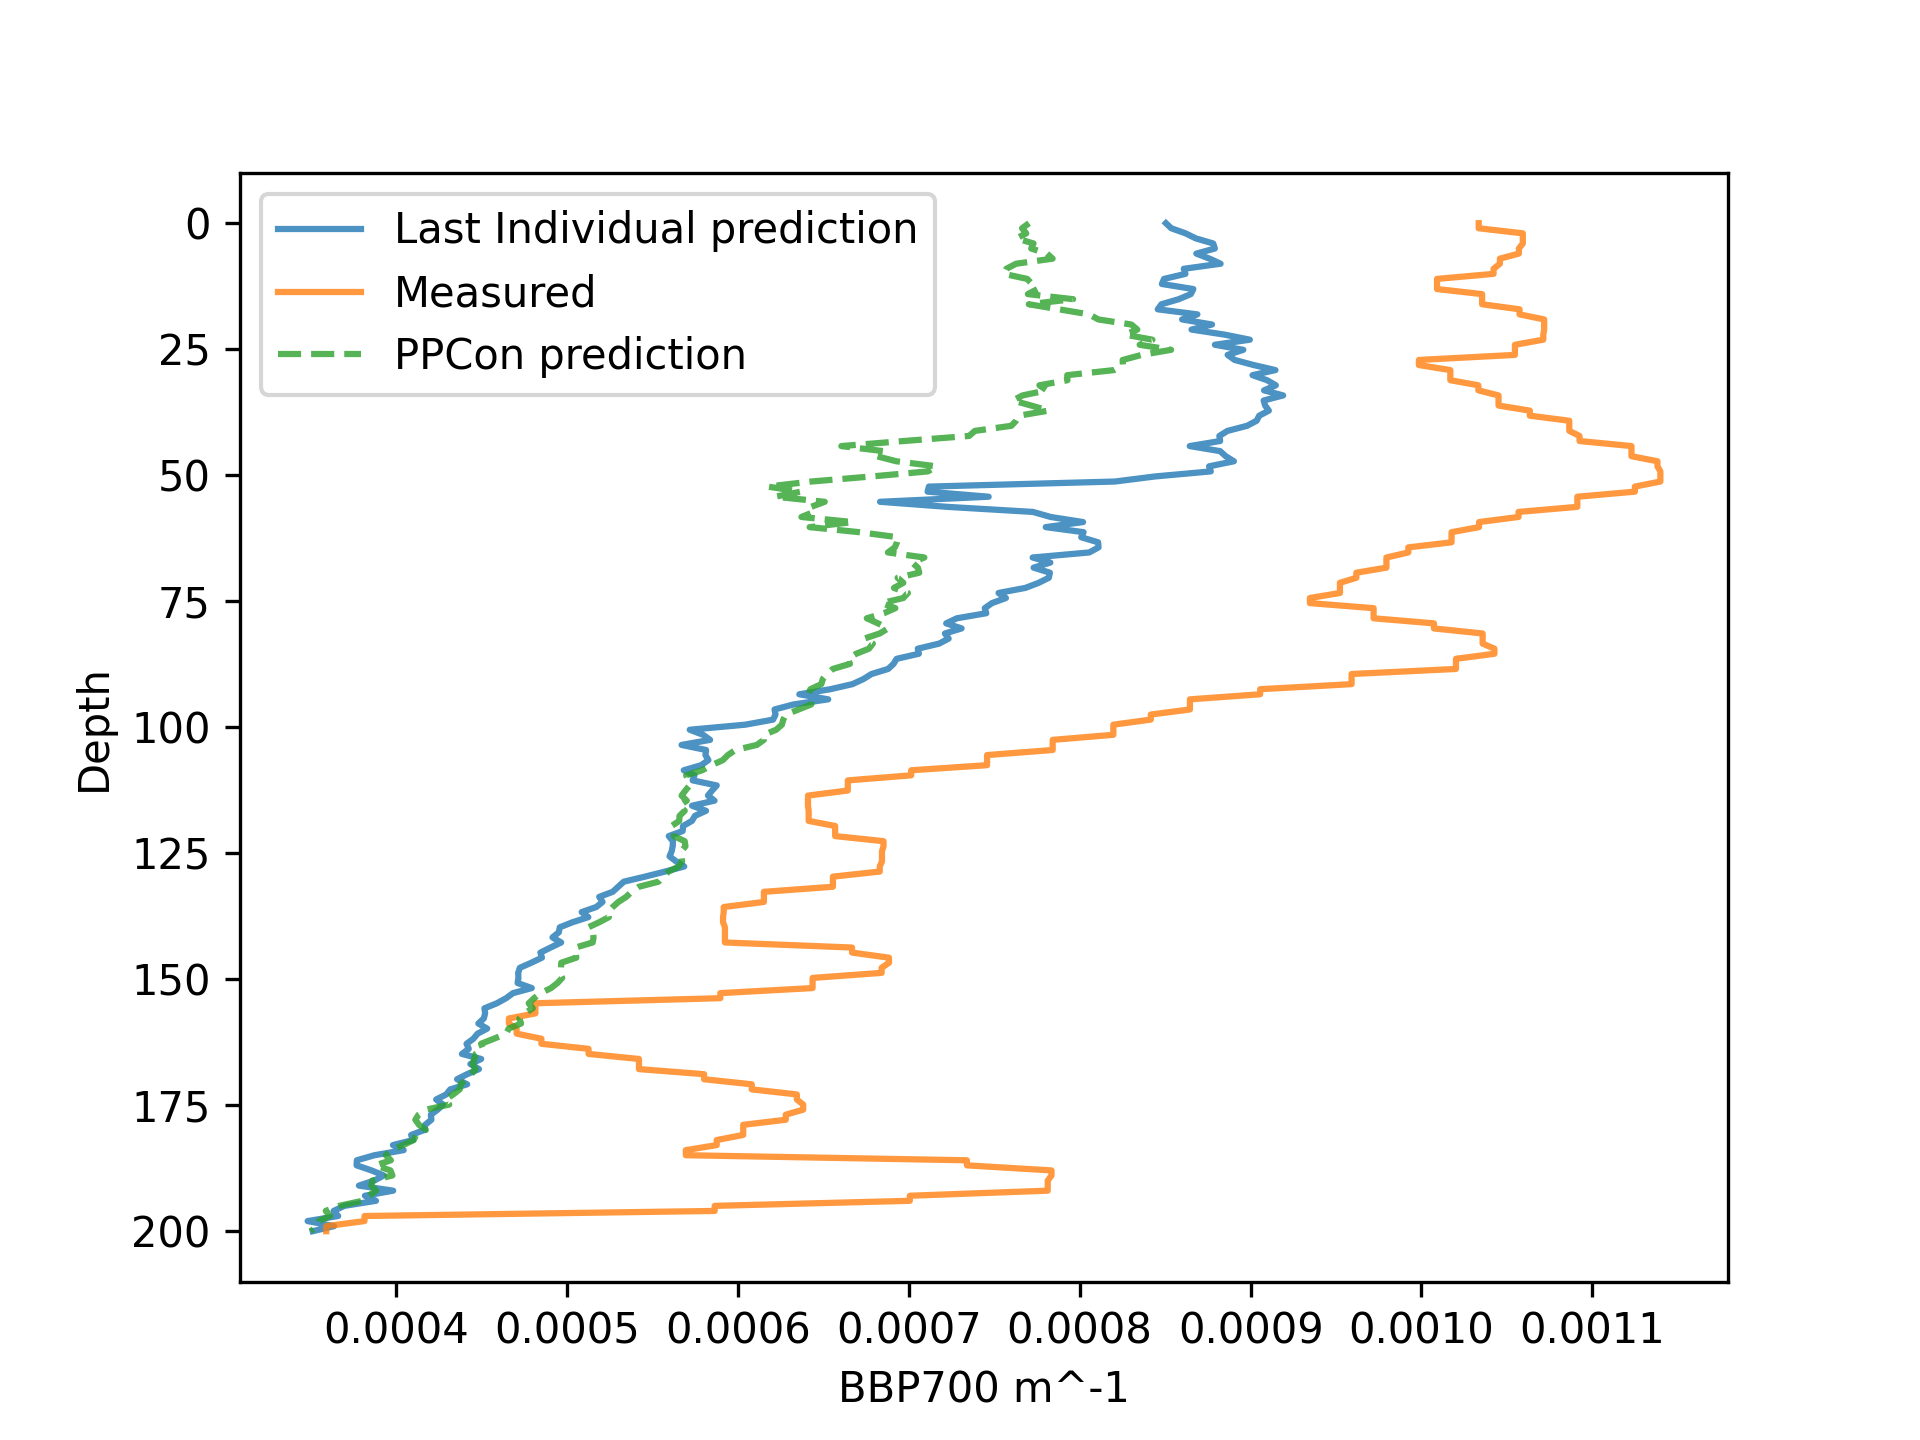 Last Individual prediction
Measured
PPCon prediction
0
25
50
75
100
125
150
175
200
Depth
0.0004 0.0005 0.0006 0.0007 0.0008 0.0009 0.0010 0.0011
BBP700 m^-1